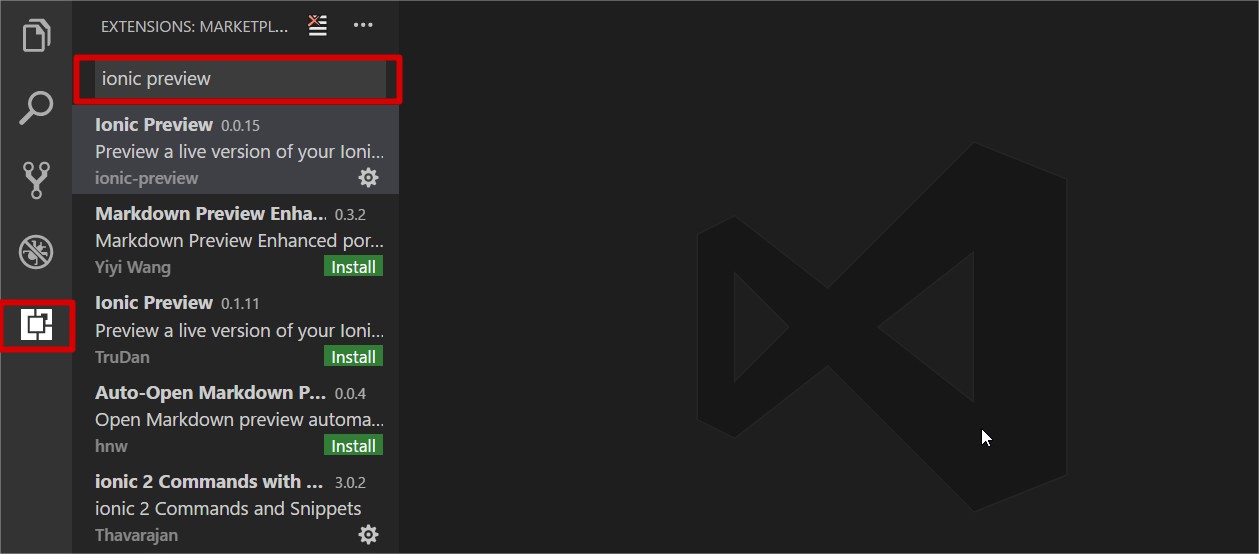 EXTENSIONS: MARKETPL...
ionic preview
Ionic Preview 0.0.15
Preview a live version of your Ioni...
ionic-preview
Markdown Preview Enha... 0.3.2
Markdown Preview Enhanced por...
Yiyi Wang Install
Ionic Preview 0.1.11
Preview a live version of your Ioni...
TruDan Install
Auto-Open Markdown P... 0.0.4
Open Markdown preview automa...
hnw Install
ionic 2 Commands with ... 3.0.2
ionic 2 Commands and Snippets
Thavarajan